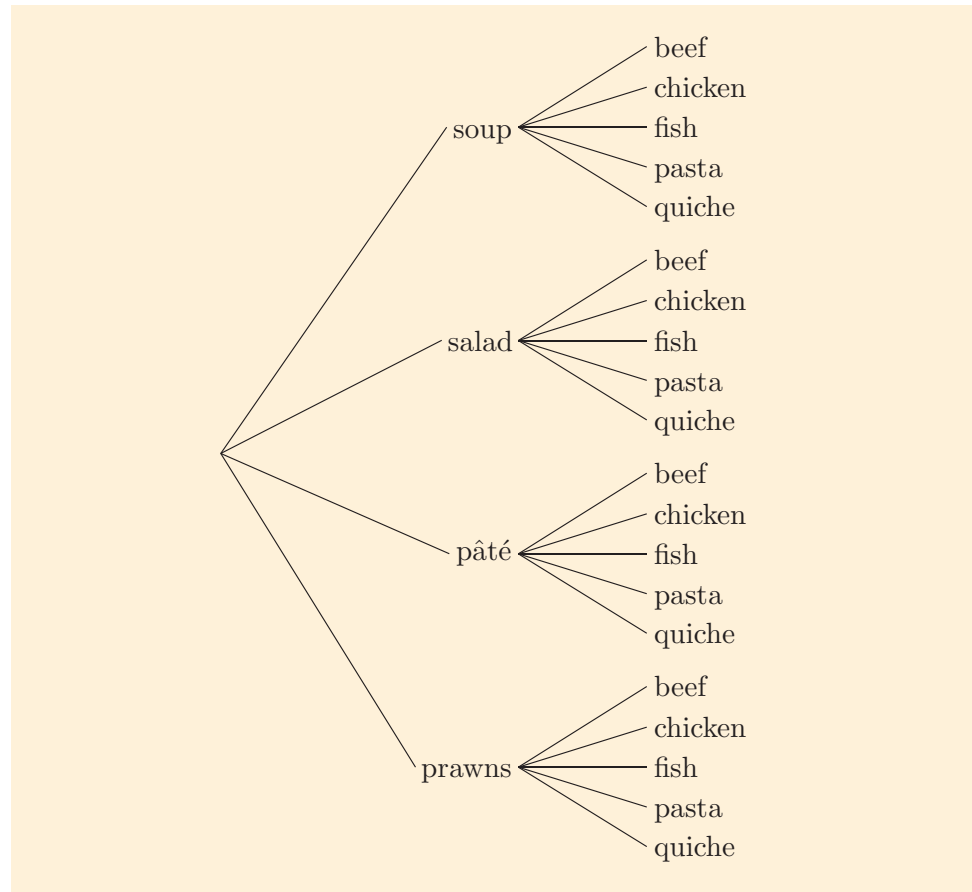 beef
chicken
soup fish
pasta
quiche
beef
chicken
salad fish
pasta
quiche
beef
chicken
pâté fish
pasta
quiche
beef
chicken
prawns fish
pasta
quiche